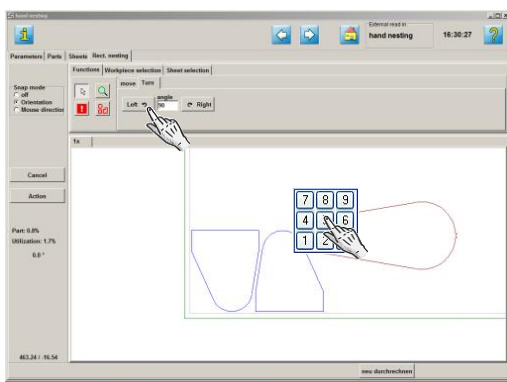 hand nesting
External read in
hand nesting
16:30:27
Parameters Parts Sheets Rect. nesting
Functions Workpiece selection Sheet selection
Snap mode
off
Orientation
Mouse direction
move Turn
angle
Left 90 Right
1x
Cancel
Action
7 8 9
4 6
1 2
Part: 0.0%
Utilization: 1.7%
0.0 °
463.24 / -16.54
neu durchrechnen